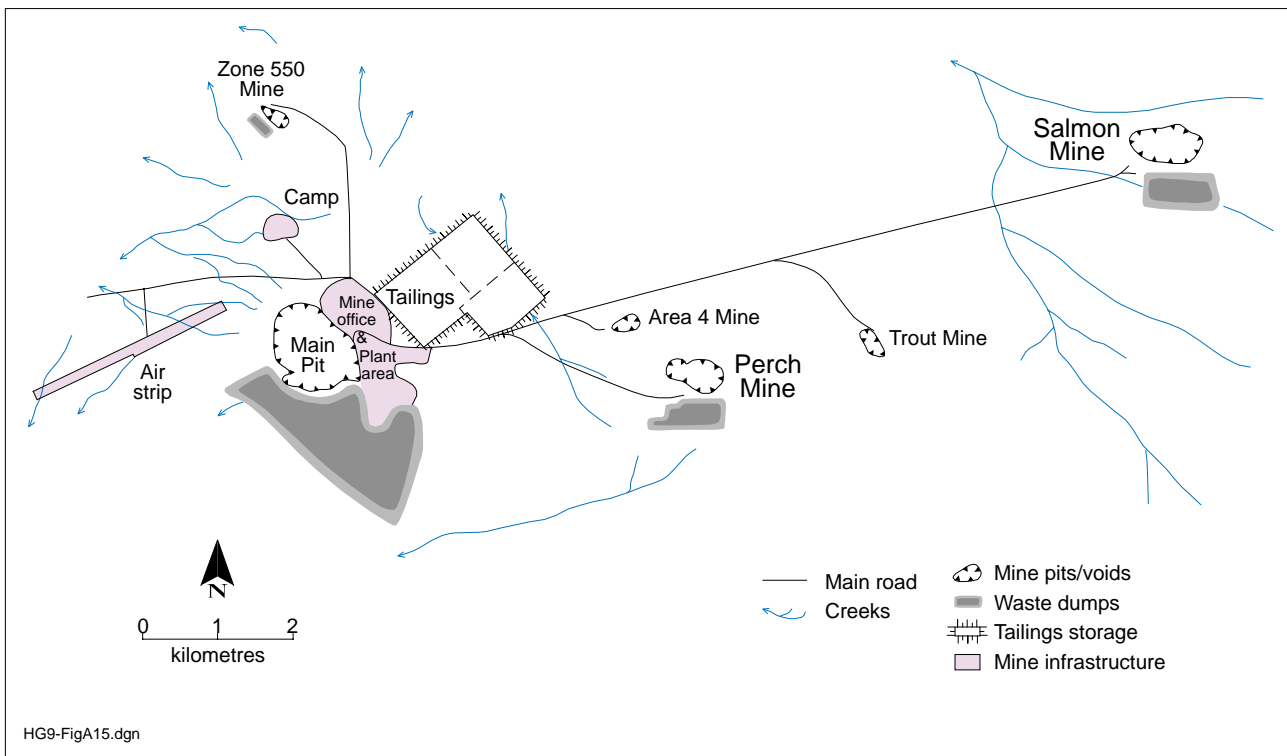 Zone 550
Mine
Salmon
Mine
Camp
Tailings
Mine
office
&
Plant
area
Main
Pit
Area 4 Mine
Trout Mine
Perch
Mine
Air
strip
N
0 1 2
kilometres
Main road
Creeks
Mine pits/voids
Waste dumps
Tailings storage
Mine infrastructure
HG9-FigA15.dgn